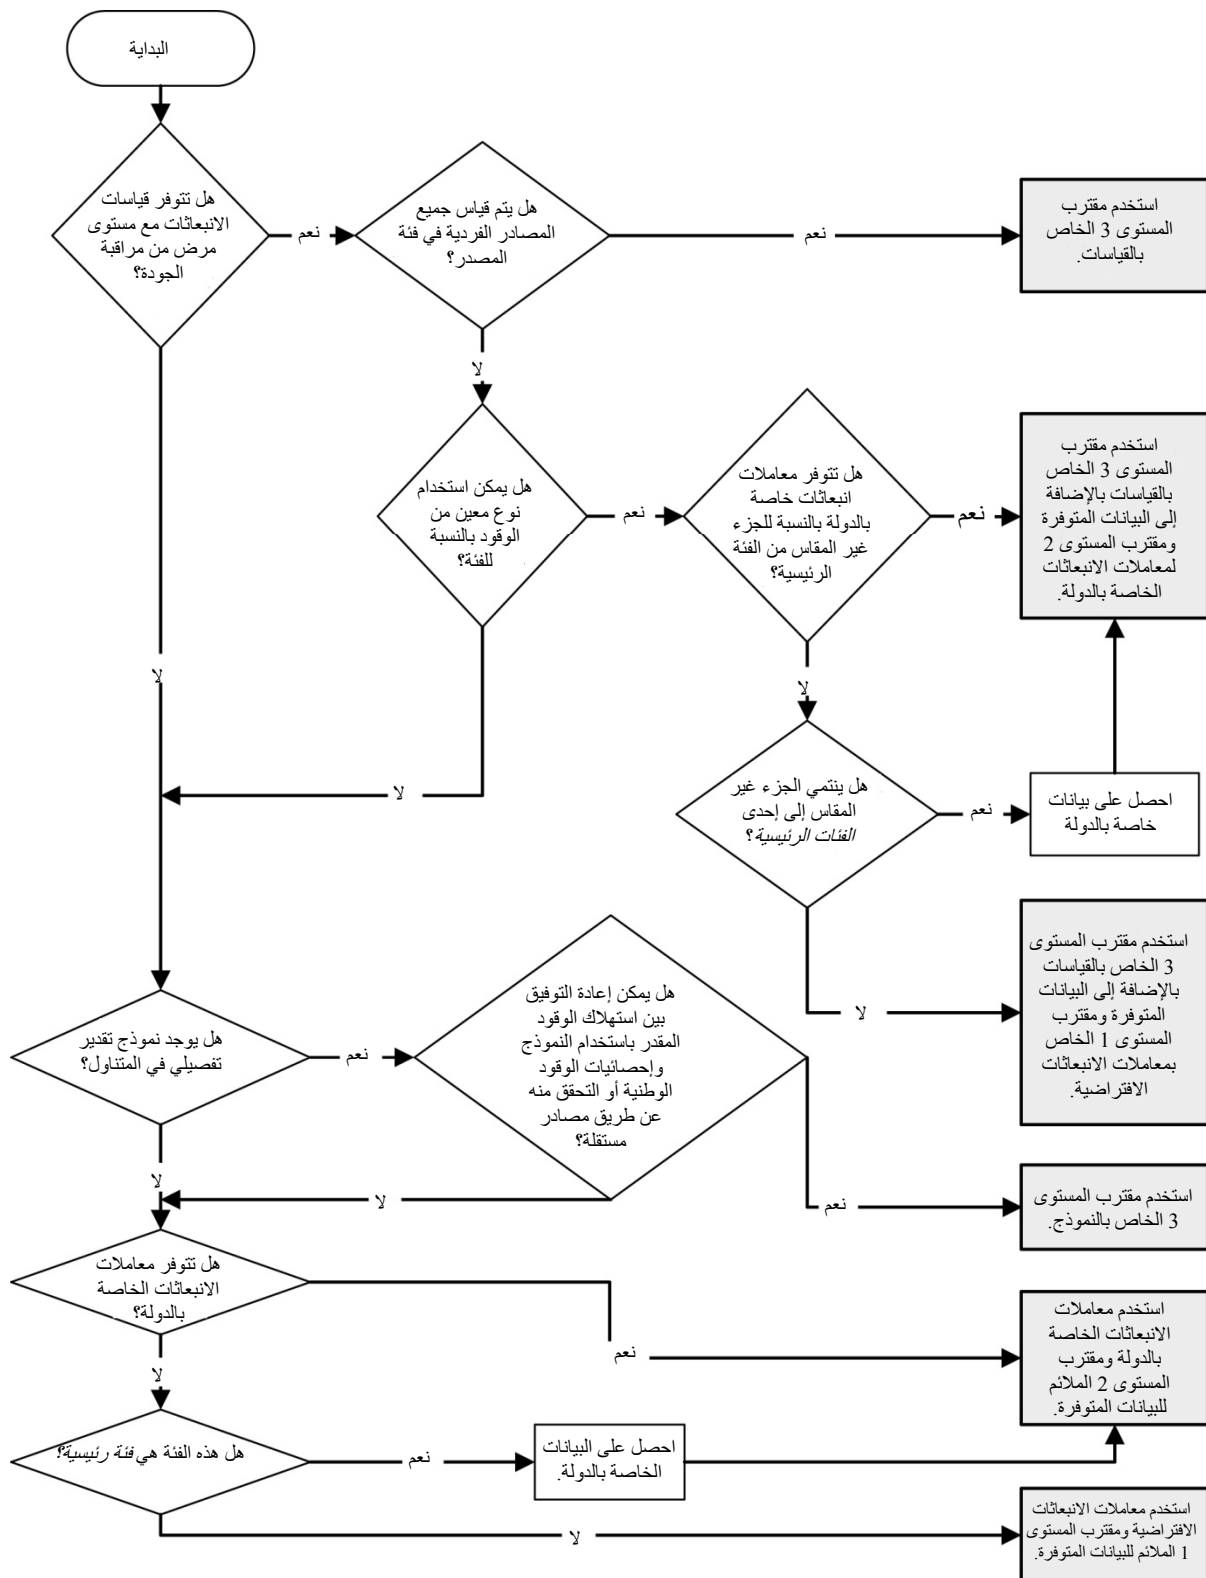 البداية
هل تتوفر قياسات
الانبعاثات مع مستوى
مرض من مراقبة
الجودة؟
نعم
هل يتم قياس جميع
المصادر الفردية في فئة
المصدر؟
نعم
استخدم مقترب
المستوى 3 الخاص
بالقياسات.
لا
لا
هل يمكن استخدام
نوع معين من
الوقود بالنسبة
للفئة؟
نعم
هل تتوفر معاملات
انبعاثات خاصة
بالدولة بالنسبة للجزء
غير المقاس من الفئة
الرئيسية؟
نعم
استخدم مقترب
المستوى 3 الخاص
بالقياسات بالإضافة
إلى البيانات المتوفرة
ومقترب المستوى 2
لمعاملات الانبعاثات
الخاصة بالدولة.
لا
لا
هل ينتمي الجزء غير
المقاس إلى إحدى
الفئات الرئيسية؟
نعم
احصل على بيانات
خاصة بالدولة
لا
استخدم مقترب المستوى
3 الخاص بالقياسات
بالإضافة إلى البيانات
المتوفرة ومقترب
المستوى 1 الخاص
بمعاملات الانبعاثات
الافتراضية.
هل يوجد نموذج تقدير
تفصيلي في المتناول؟
نعم
هل يمكن إعادة التوفيق
بين استهلاك الوقود
المقدر باستخدام النموذج
وإحصائيات الوقود
الوطنية أو التحقق منه
عن طريق مصادر
مستقلة؟
نعم
استخدم مقترب المستوى
3 الخاص بالنموذج.
لا
لا
هل تتوفر معاملات
الانبعاثات الخاصة
بالدولة؟
نعم
استخدم معاملات
الانبعاثات الخاصة
بالدولة ومقترب
المستوى 2 الملائم
للبيانات المتوفرة.
لا
هل هذه الفئة هي فئة رئيسية؟
نعم
احصل على البيانات
الخاصة بالدولة.
لا
استخدم معاملات الانبعاثات
الافتراضية ومقترب المستوى
1 الملائم للبيانات المتوفرة.